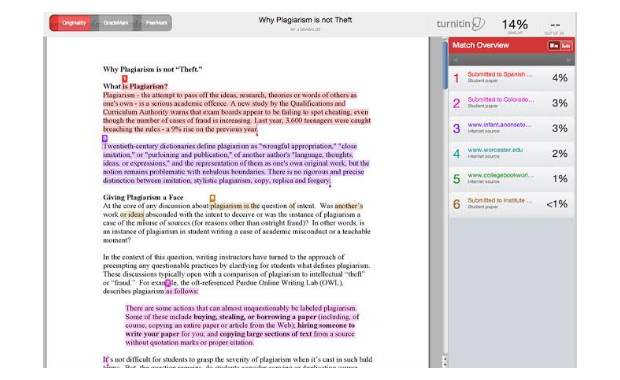 Originality GradeMark PeerMark
Why Plagiarism is not Theft
turnitin 14% --
SIMILAR OUT OF
Match Overview
1 Submitted to Spanish ... 4%
Student paper
2 Submitted to Colorado... 3%
Student paper
3 www.infant.ahonseto... 3%
Internet source
4 www.worcester.edu 2%
Internet source
5 www.collegebookworl... 1%
Internet source
6 Submitted to Institute ... <1%
Student paper
Why Plagiarism is not “Theft.”
1
What is Plagiarism?
Plagiarism - the attempt to pass off the ideas, research, theories or words of others as
one's own - is a serious academic offence. A new study by the Qualifications and
Curriculum Authority warns that exam boards appear to be failing to spot cheating, even
though the number of cases of fraud is increasing. Last year, 3,600 teenagers were caught
breaching the rules - a 9% rise on the previous year.
Twentieth-century dictionaries define plagiarism as "wrongful appropriation," "close
imitation," or "purloining and publication," of another author's "language, thoughts,
ideas, or expressions," and the representation of them as one's own original work, but the
notion remains problematic with nebulous boundaries. There is no rigorous and precise
distinction between imitation, stylistic plagiarism, copy, replica and forgery.
Giving Plagiarism a Face
At the core of any discussion about plagiarism is the question of intent. Was another's
work or ideas absconded with the intent to deceive or was the instance of plagiarism a
case of the misuse of sources (for reasons other than outright fraud)? In other words, is
an instance of plagiarism in student writing a case of academic misconduct or a teachable
moment?
In the context of this question, writing instructors have turned to the approach of
preempting any questionable practices by clarifying for students what defines plagiarism.
These discussions typically open with a comparison of plagiarism to intellectual “theft”
or “fraud.” For example, the oft-referenced Perdue Online Writing Lab (OWL),
describes plagiarism as follows:
There are some actions that can almost unquestionably be labeled plagiarism.
Some of these include buying, stealing, or borrowing a paper (including, of
course, copying an entire paper or article from the Web); hiring someone to
write your paper for you; and copying large sections of text from a source
without quotation marks or proper citation.
It's not difficult for students to grasp the severity of plagiarism when it's cast in such bald